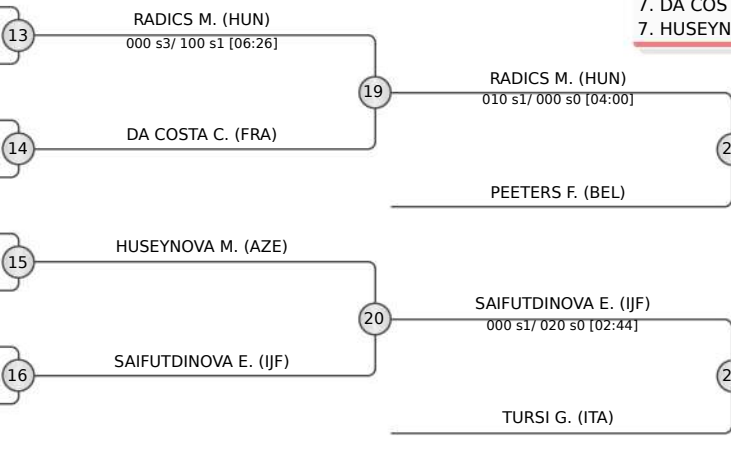 7. DA COS
7. HUSEYN
RADICS M. (HUN)
000 s3/ 100 s1 [06:26]
13
19
RADICS M. (HUN)
010 s1/ 000 s0 [04:00]
DA COSTA C. (FRA)
14
2
PEETERS F. (BEL)
HUSEYNOVA M. (AZE)
15
SAIFUTDINOVA E. (IJF)
000 s1/ 020 s0 [02:44]
20
SAIFUTDINOVA E. (IJF)
16
2
TURSI G. (ITA)